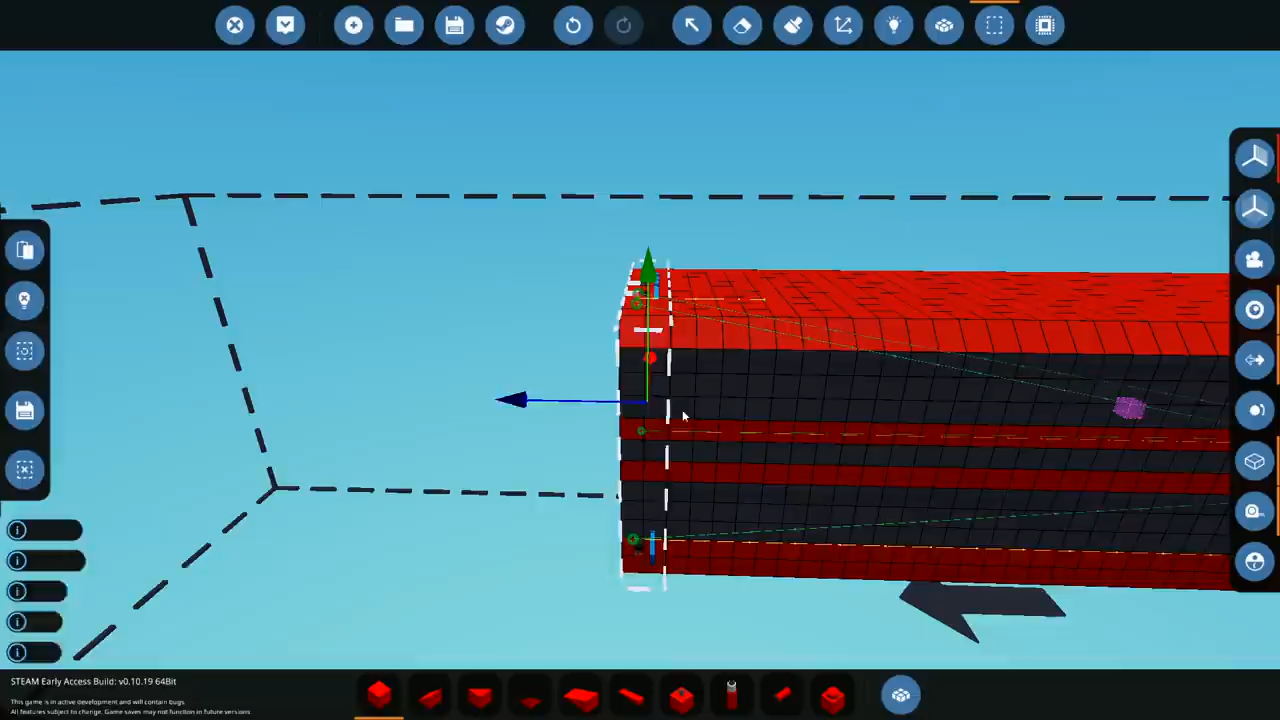 STEAM Early Access Build: v0.10.19 64Bit
This game is in active development and will contain bugs.
All features subject to change. Game saves may not function in future versions.